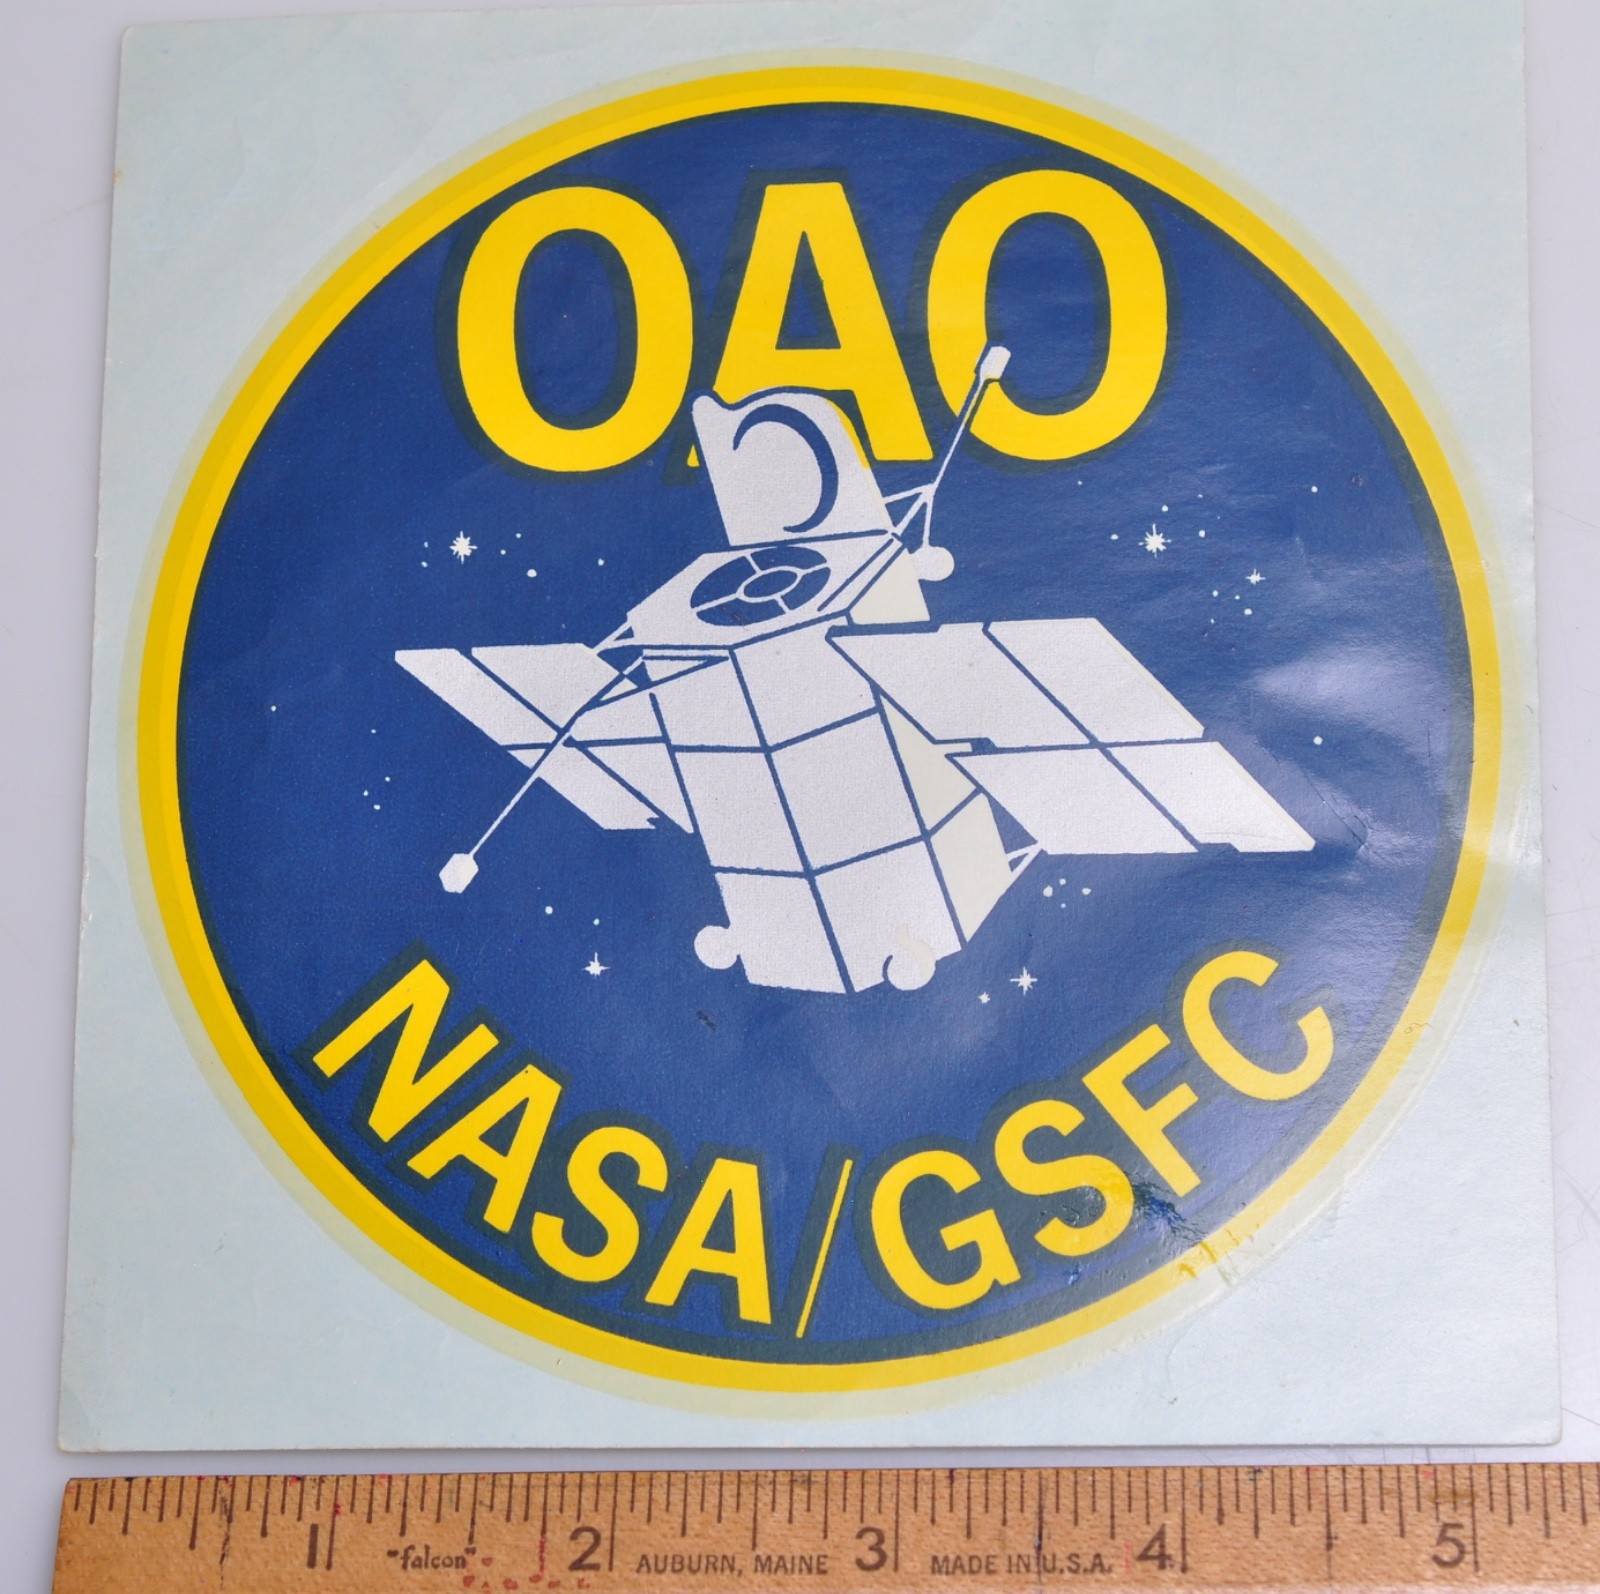 OAO
NASA/GSFC
1 "falcon" 2 AUBURN, MAINE 3 MADE IN U.S.A. 4 5